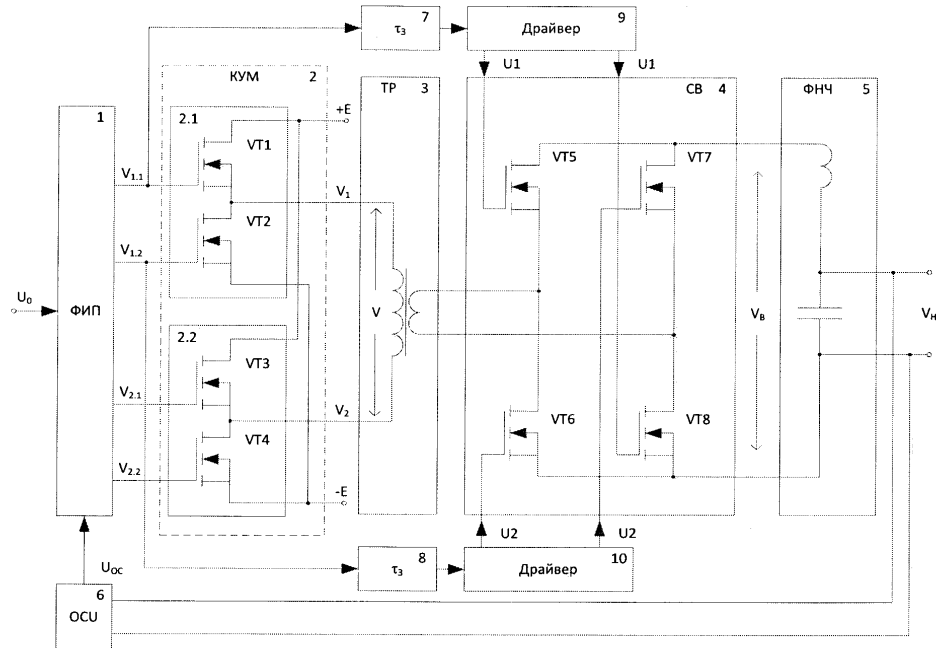 7
τз
9
Драйвер
U1
U1
КУМ 2
ТР 3
СВ 4
ФНЧ 5
1
2.1
+E
VT1
VT5
VT7
V1.1
V1
VT2
V1.2
U0
ФИП
V
VВ
VН
2.2
VT3
V2.1
V2
VT6
VT8
VT4
V2.2
-E
U2
U2
8
τз
10
Драйвер
UОС
6
OCU